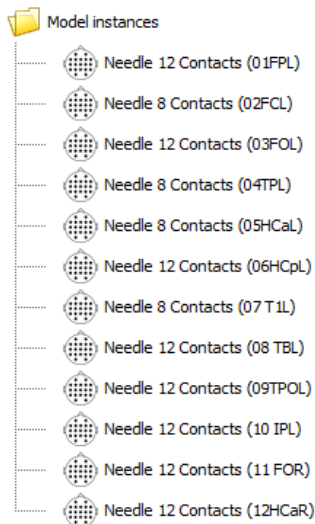 Model instances
Needle 12 Contacts (01FPL)
Needle 8 Contacts (02FCL)
Needle 12 Contacts (03FOL)
Needle 8 Contacts (04TPL)
Needle 8 Contacts (05HCaL)
Needle 12 Contacts (06HCpL)
Needle 8 Contacts (07 T1L)
Needle 12 Contacts (08 TBL)
Needle 12 Contacts (09TPOL)
Needle 12 Contacts (10 IPL)
Needle 12 Contacts (11 FOR)
Needle 12 Contacts (12HCaR)